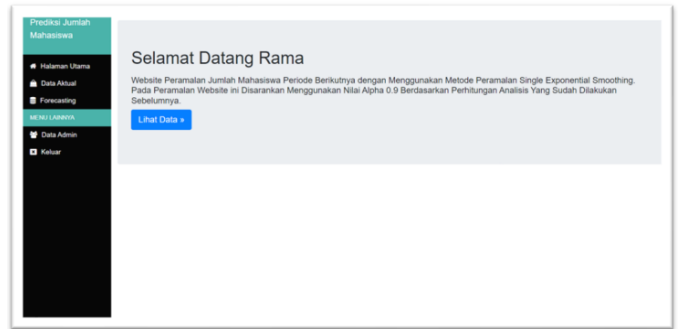 Prediksi Jumlah
Mahasiswa
Halaman Utama
Data Aktual
Forecasting
MENU LAINNYA
Data Admin
Keluar
Selamat Datang Rama
Website Peramalan Jumlah Mahasiswa Periode Berikutnya dengan Menggunakan Metode Peramalan Single Exponential Smoothing.
Pada Peramalan Website ini Disarankan Menggunakan Nilai Alpha 0.9 Berdasarkan Perhitungan Analisis Yang Sudah Dilakukan
Sebelumnya.
Lihat Data »